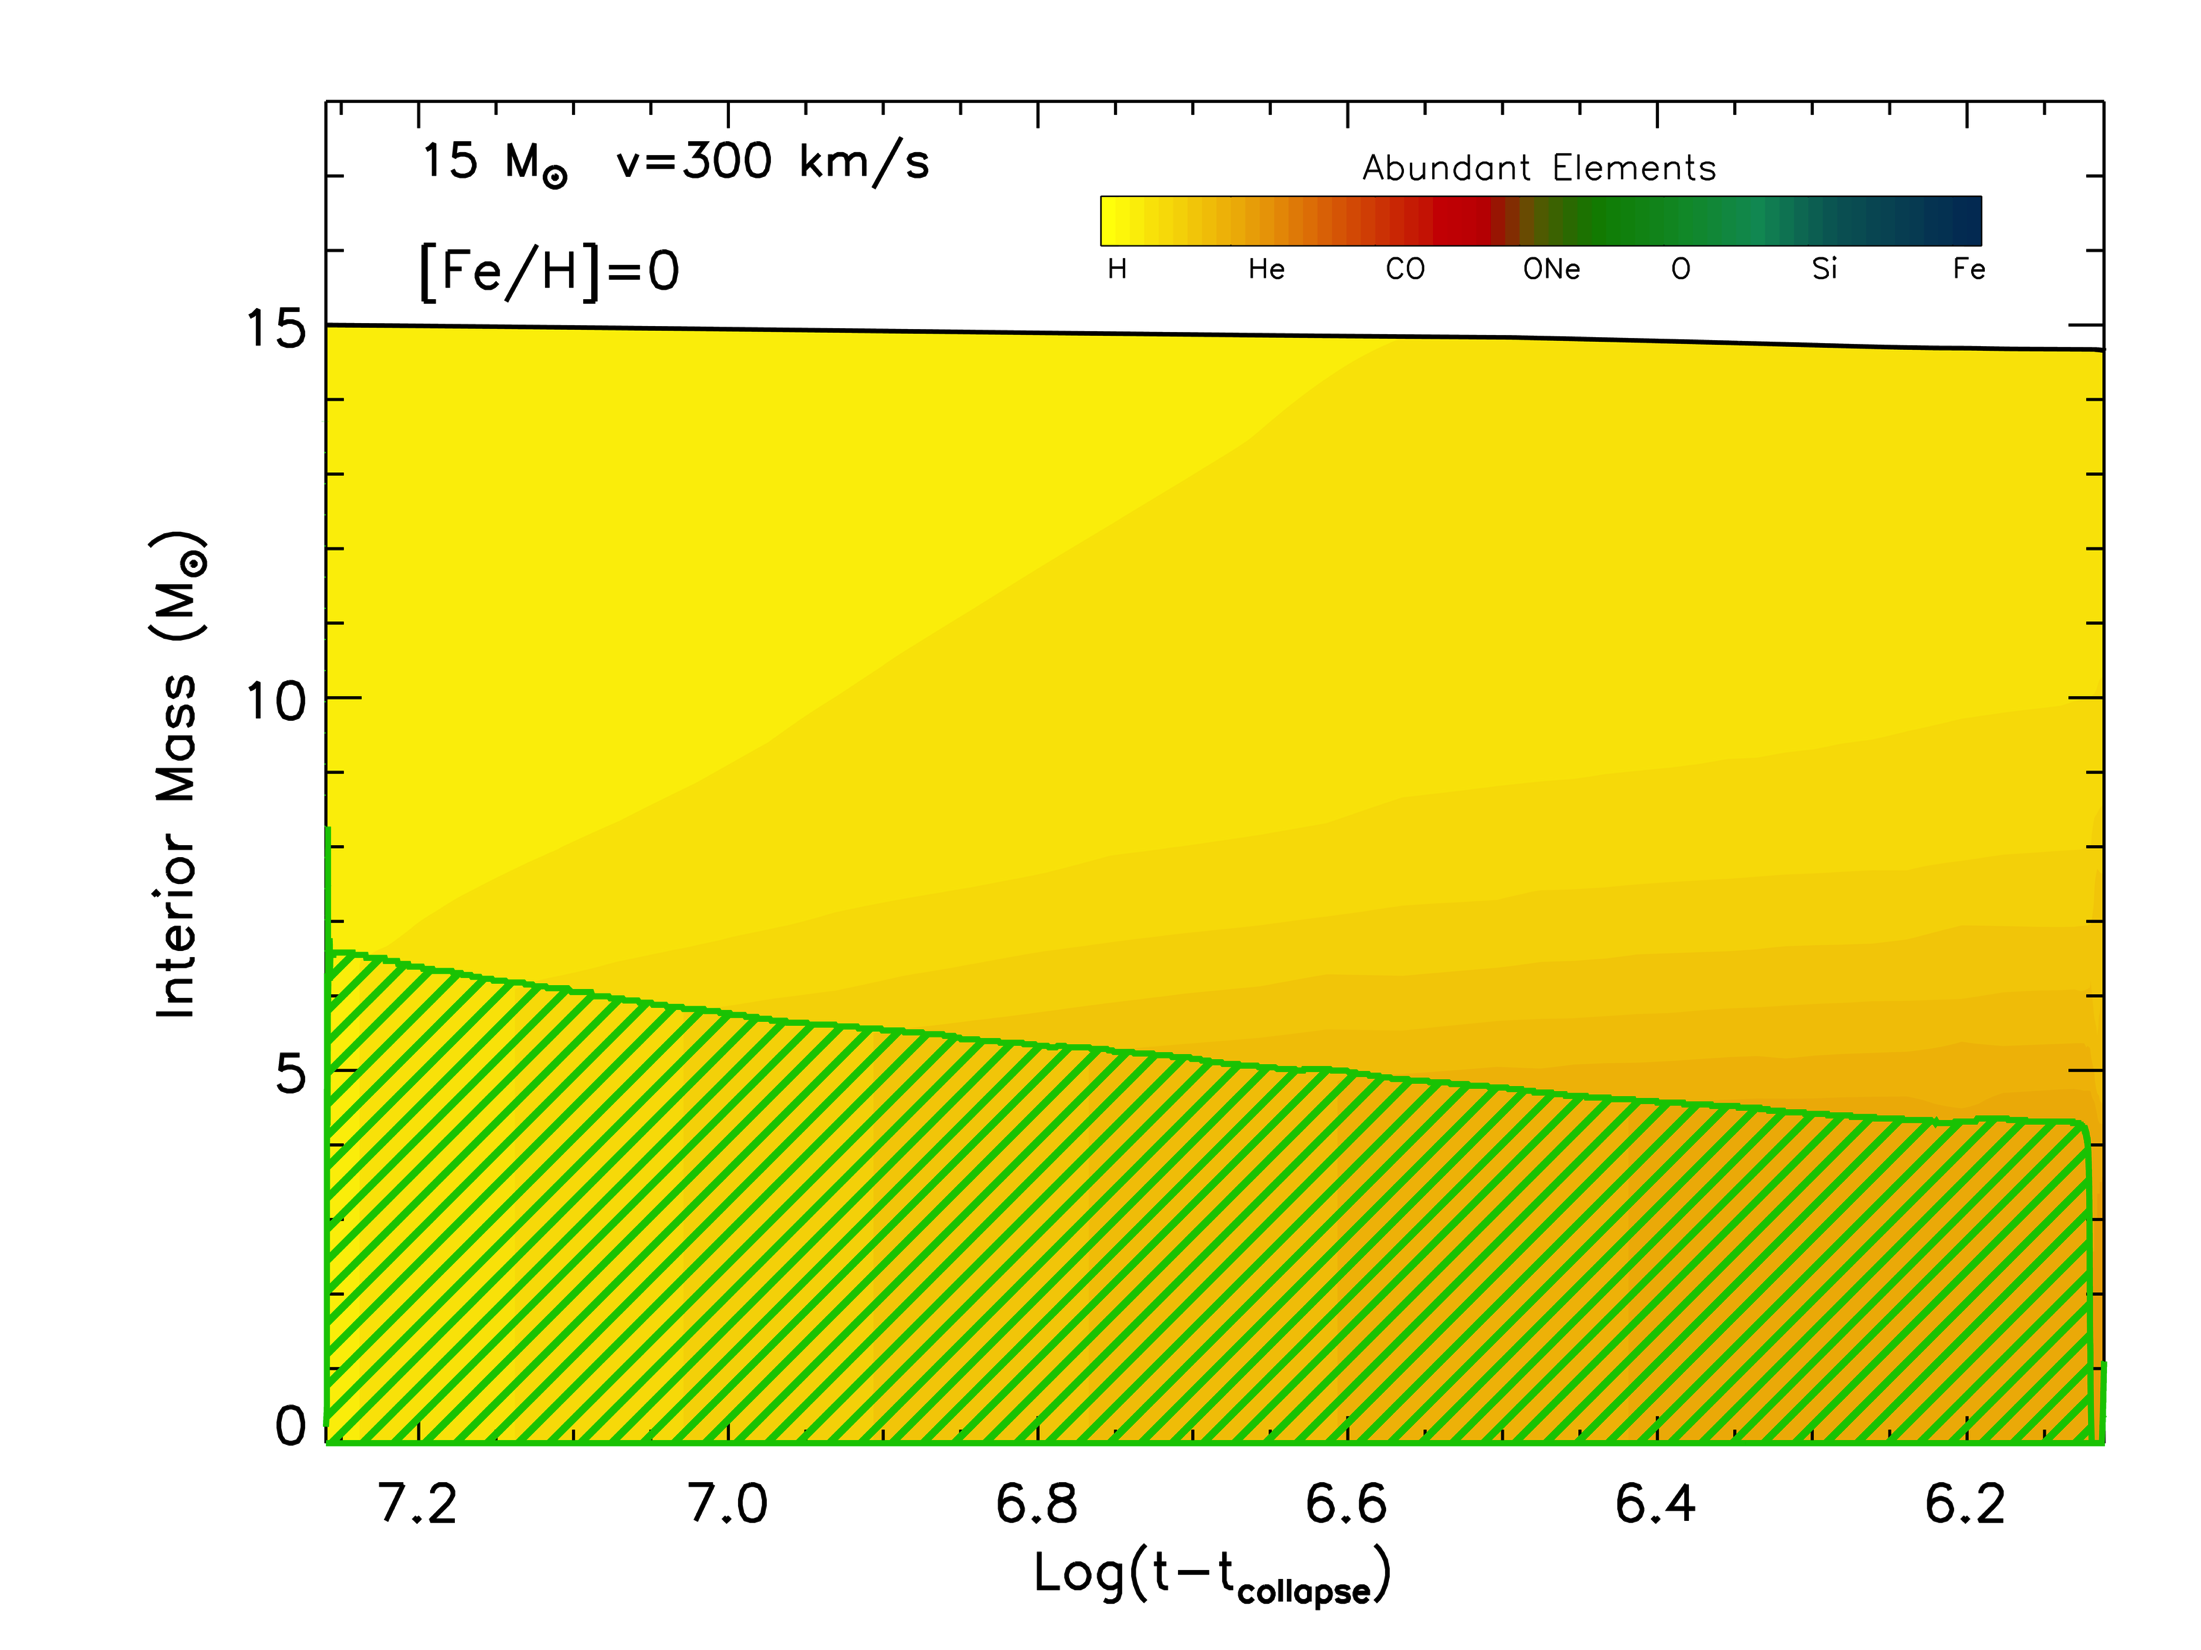 15 M☉ v=300 km/s
[Fe/H]=0
Abundant Elements
H He CO ONe O Si Fe
Interior Mass (M☉)
15
10
5
0
7.2 7.0 6.8 6.6 6.4 6.2
Log(t-tcollapse)